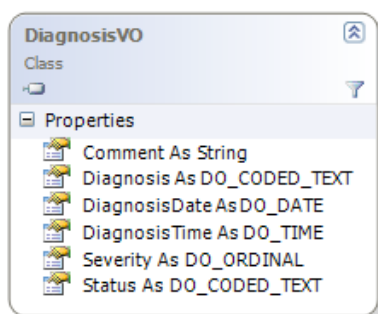 DiagnosisVO
Class
Properties
Comment As String
Diagnosis As DO_CODED_TEXT
DiagnosisDate As DO_DATE
DiagnosisTime As DO_TIME
Severity As DO_ORDINAL
Status As DO_CODED_TEXT